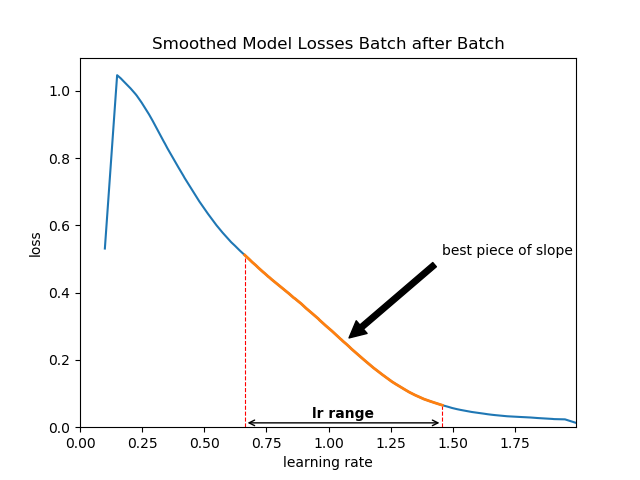 Smoothed Model Losses Batch after Batch
1.0
0.8
0.6
0.4
0.2
0.0
loss
best piece of slope
lr range
0.00 0.25 0.50 0.75 1.00 1.25 1.50 1.75
learning rate